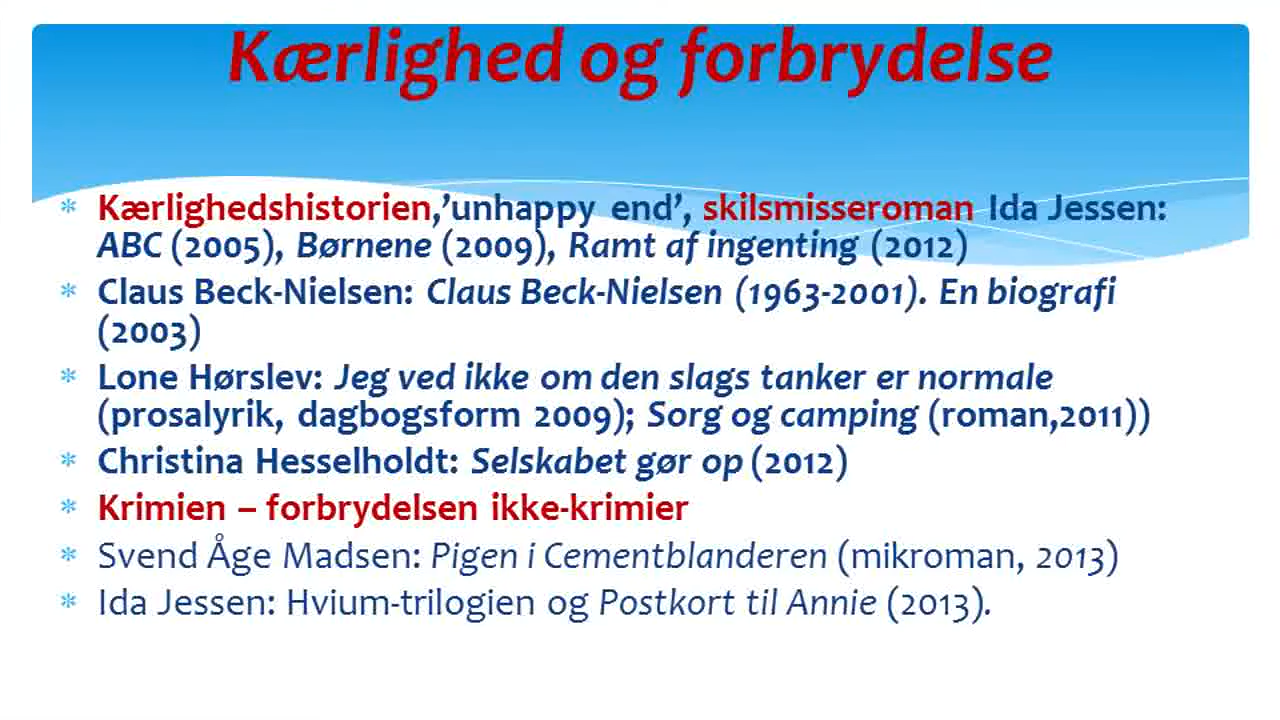 Kærlighed og forbrydelse
* Kærlighedshistorien,’unhappy end’, skilsmisseroman Ida Jessen:
ABC (2005), Børnene (2009), Ramt af ingenting (2012)
* Claus Beck-Nielsen: Claus Beck-Nielsen (1963-2001). En biografi
(2003)
* Lone Hørslev: Jeg ved ikke om den slags tanker er normale
(prosalyrik, dagbogsform 2009); Sorg og camping (roman,2011))
* Christina Hesselholdt: Selskabet gør op (2012)
* Krimien – forbrydelsen ikke-krimier
* Svend Åge Madsen: Pigen i Cementblanderen (mikroman, 2013)
* Ida Jessen: Hvium-trilogien og Postkort til Annie (2013).